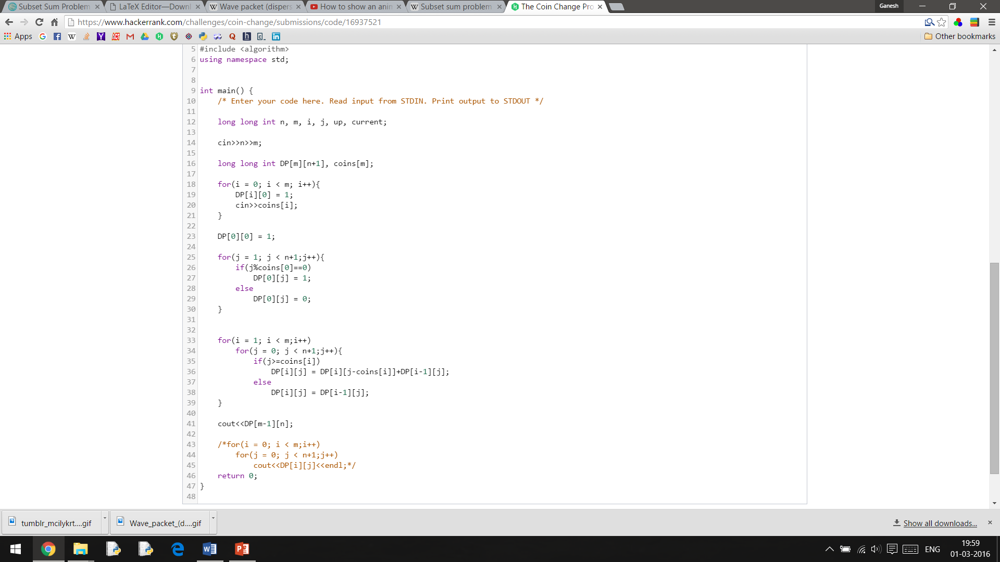 Subset Sum Problem
LaTeX Editor—Downl
Wave packet (dispers
How to show an anim
Subset sum problem
The Coin Change Pro
Ganesh
https://www.hackerrank.com/challenges/coin-change/submissions/code/16937521
Apps
Other bookmarks
5 #include <algorithm>
6 using namespace std;
7
8
9 int main() {
10 /* Enter your code here. Read input from STDIN. Print output to STDOUT */
11
12 long long int n, m, i, j, up, current;
13
14 cin>>n>>m;
15
16 long long int DP[m][n+1], coins[m];
17
18 for(i = 0; i < m; i++){
19 DP[i][0] = 1;
20 cin>>coins[i];
21 }
22
23 DP[0][0] = 1;
24
25 for(j = 1; j < n+1;j++){
26 if(j%coins[0]==0)
27 DP[0][j] = 1;
28 else
29 DP[0][j] = 0;
30 }
31
32
33 for(i = 1; i < m;i++)
34 for(j = 0; j < n+1;j++){
35 if(j>=coins[i])
36 DP[i][j] = DP[i][j-coins[i]]+DP[i-1][j];
37 else
38 DP[i][j] = DP[i-1][j];
39 }
40
41 cout<<DP[m-1][n];
42
43 /*for(i = 0; i < m;i++)
44 for(j = 0; j < n+1;j++)
45 cout<<DP[i][j]<<endl;*/
46 return 0;
47 }
48
tumblr_mcilykrt....gif
Wave_packet_(d....gif
Show all downloads...
ENG
19:59
01-03-2016